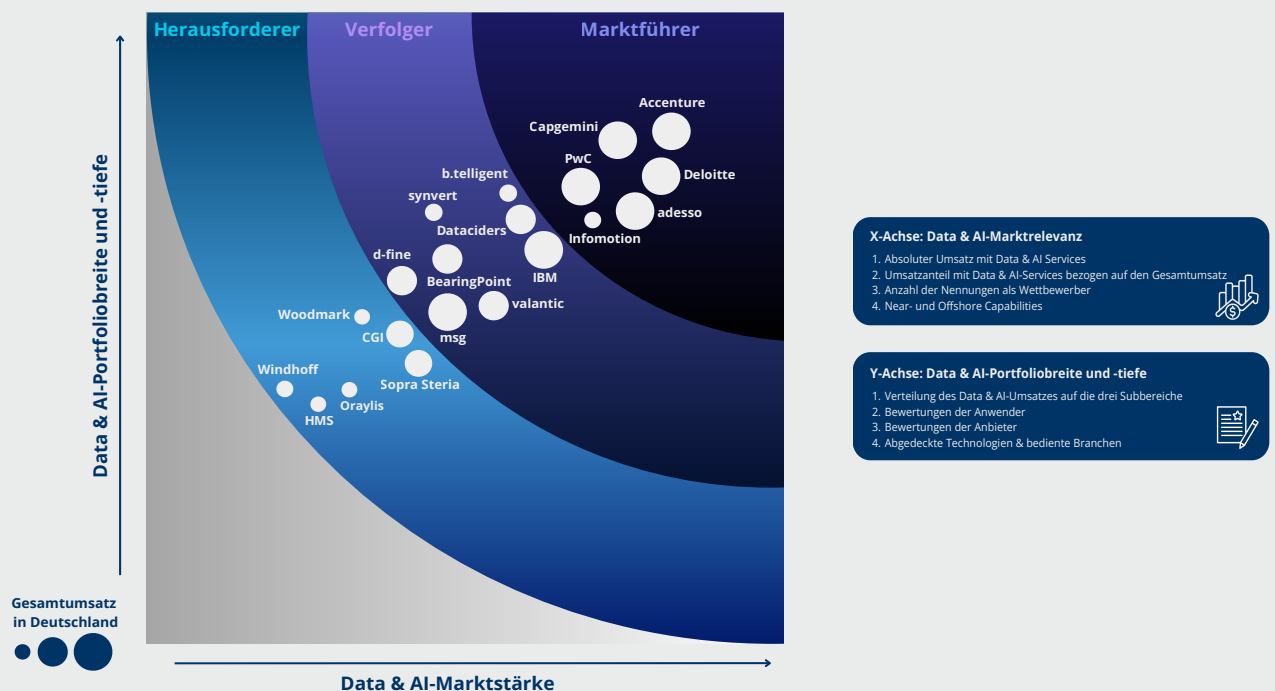 Herausforderer
Verfolger
Marktführer
Data & AI-Portfoliobreite und -tiefe
Accenture
Capgemini
PwC
b.telligent
Deloitte
synvert
adesso
Dataciders
Infomotion
d-fine
IBM
BearingPoint
valantic
Woodmark
CGI
msg
Windhoff
Sopra Steria
Oraylis
HMS
Gesamtumsatz
in Deutschland
Data & AI-Marktstärke
X-Achse: Data & AI-Marktrelevanz
1. Absoluter Umsatz mit Data & AI Services
2. Umsatzanteil mit Data & AI-Services bezogen auf den Gesamtumsatz
3. Anzahl der Nennungen als Wettbewerber
4. Near- und Offshore Capabilities
$
Y-Achse: Data & AI-Portfoliobreite und -tiefe
1. Verteilung des Data & AI-Umsatzes auf die drei Subbereiche
2. Bewertungen der Anwender
3. Bewertungen der Anbieter
4. Abgedeckte Technologien & bediente Branchen